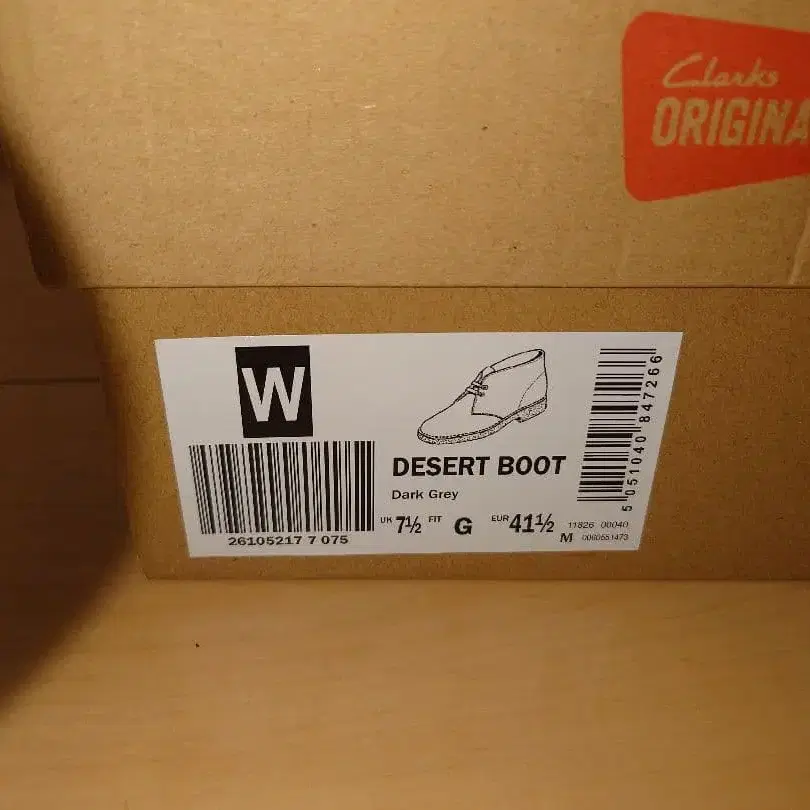 Clarks
ORIGINA
W
26105217 7 075
DESERT BOOT
Dark Grey
UK 7½ FIT G EUR 41½
11826 00040
M 0060551473
5 051040 847266